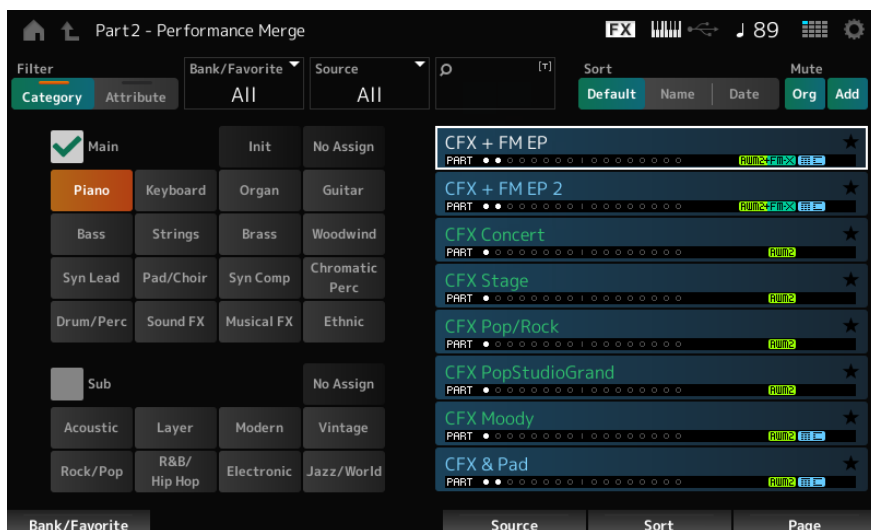 Part2 - Performance Merge
FX
♩ 89
Filter
Category
Attribute
Bank/Favorite
All
Source
All
[T]
Sort
Default
Name
Date
Mute
Org
Add
Main
Init
No Assign
Piano
Keyboard
Organ
Guitar
Bass
Strings
Brass
Woodwind
Syn Lead
Pad/Choir
Syn Comp
Chromatic
Perc
Drum/Perc
Sound FX
Musical FX
Ethnic
Sub
No Assign
Acoustic
Layer
Modern
Vintage
Rock/Pop
R&B/
Hip Hop
Electronic
Jazz/World
CFX + FM EP
PART AWM2+FM-X
CFX + FM EP 2
PART AWM2+FM-X
CFX Concert
PART AWM2
CFX Stage
PART AWM2
CFX Pop/Rock
PART AWM2
CFX PopStudioGrand
PART AWM2
CFX Moody
PART AWM2
CFX & Pad
PART AWM2
Bank/Favorite
Source
Sort
Page